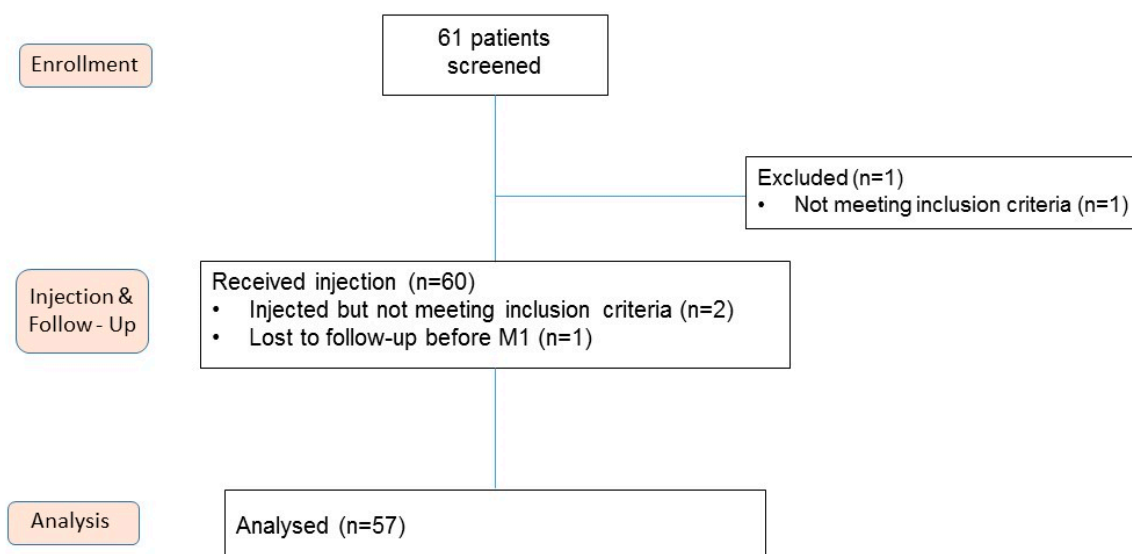 61 patients
screened
Enrollment
Excluded (n=1)
• Not meeting inclusion criteria (n=1)
Received injection (n=60)
• Injected but not meeting inclusion criteria (n=2)
• Lost to follow-up before M1 (n=1)
Injection &
Follow - Up
Analysis
Analysed (n=57)